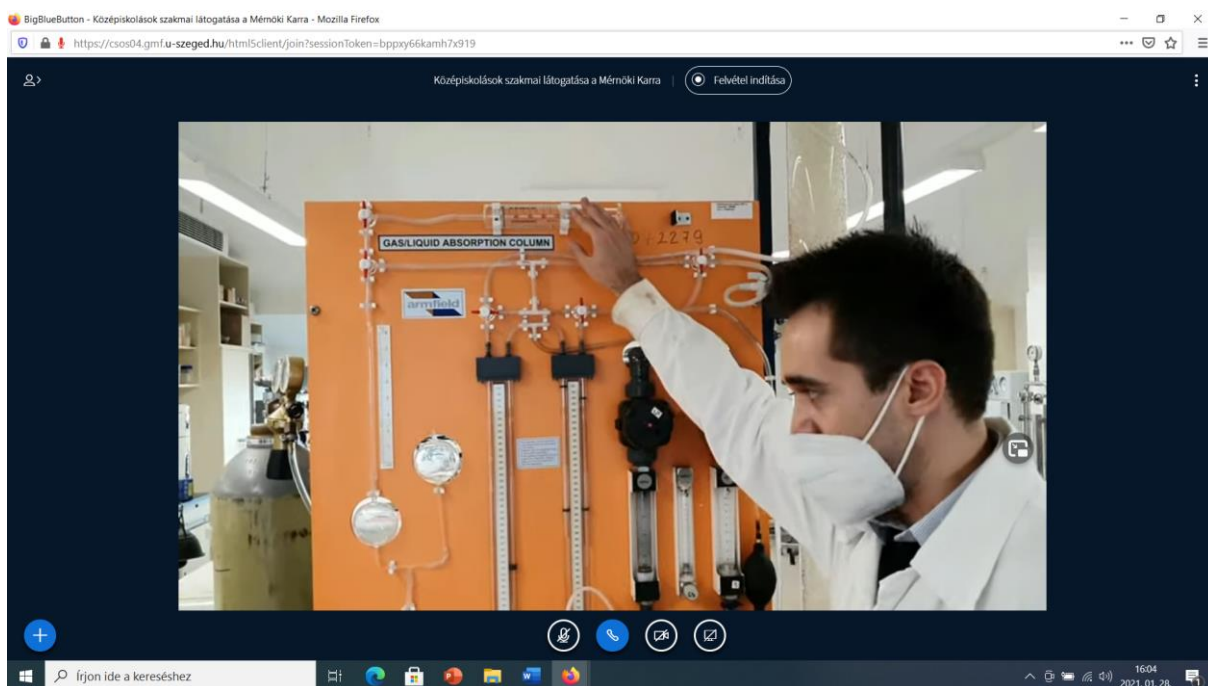 BigBlueButton - Középiskolások szakmai látogatása a Mérnöki Karra - Mozilla Firefox
https://csos04.gmf.u-szeged.hu/html5client/join?sessionToken=bppxy66kamh7x919
Középiskolások szakmai látogatása a Mérnöki Karra
Felvétel indítása
GAS/LIQUID ABSORPTION COLUMN
armfield
Írjon ide a kereséshez
16:04
2021. 01. 28.